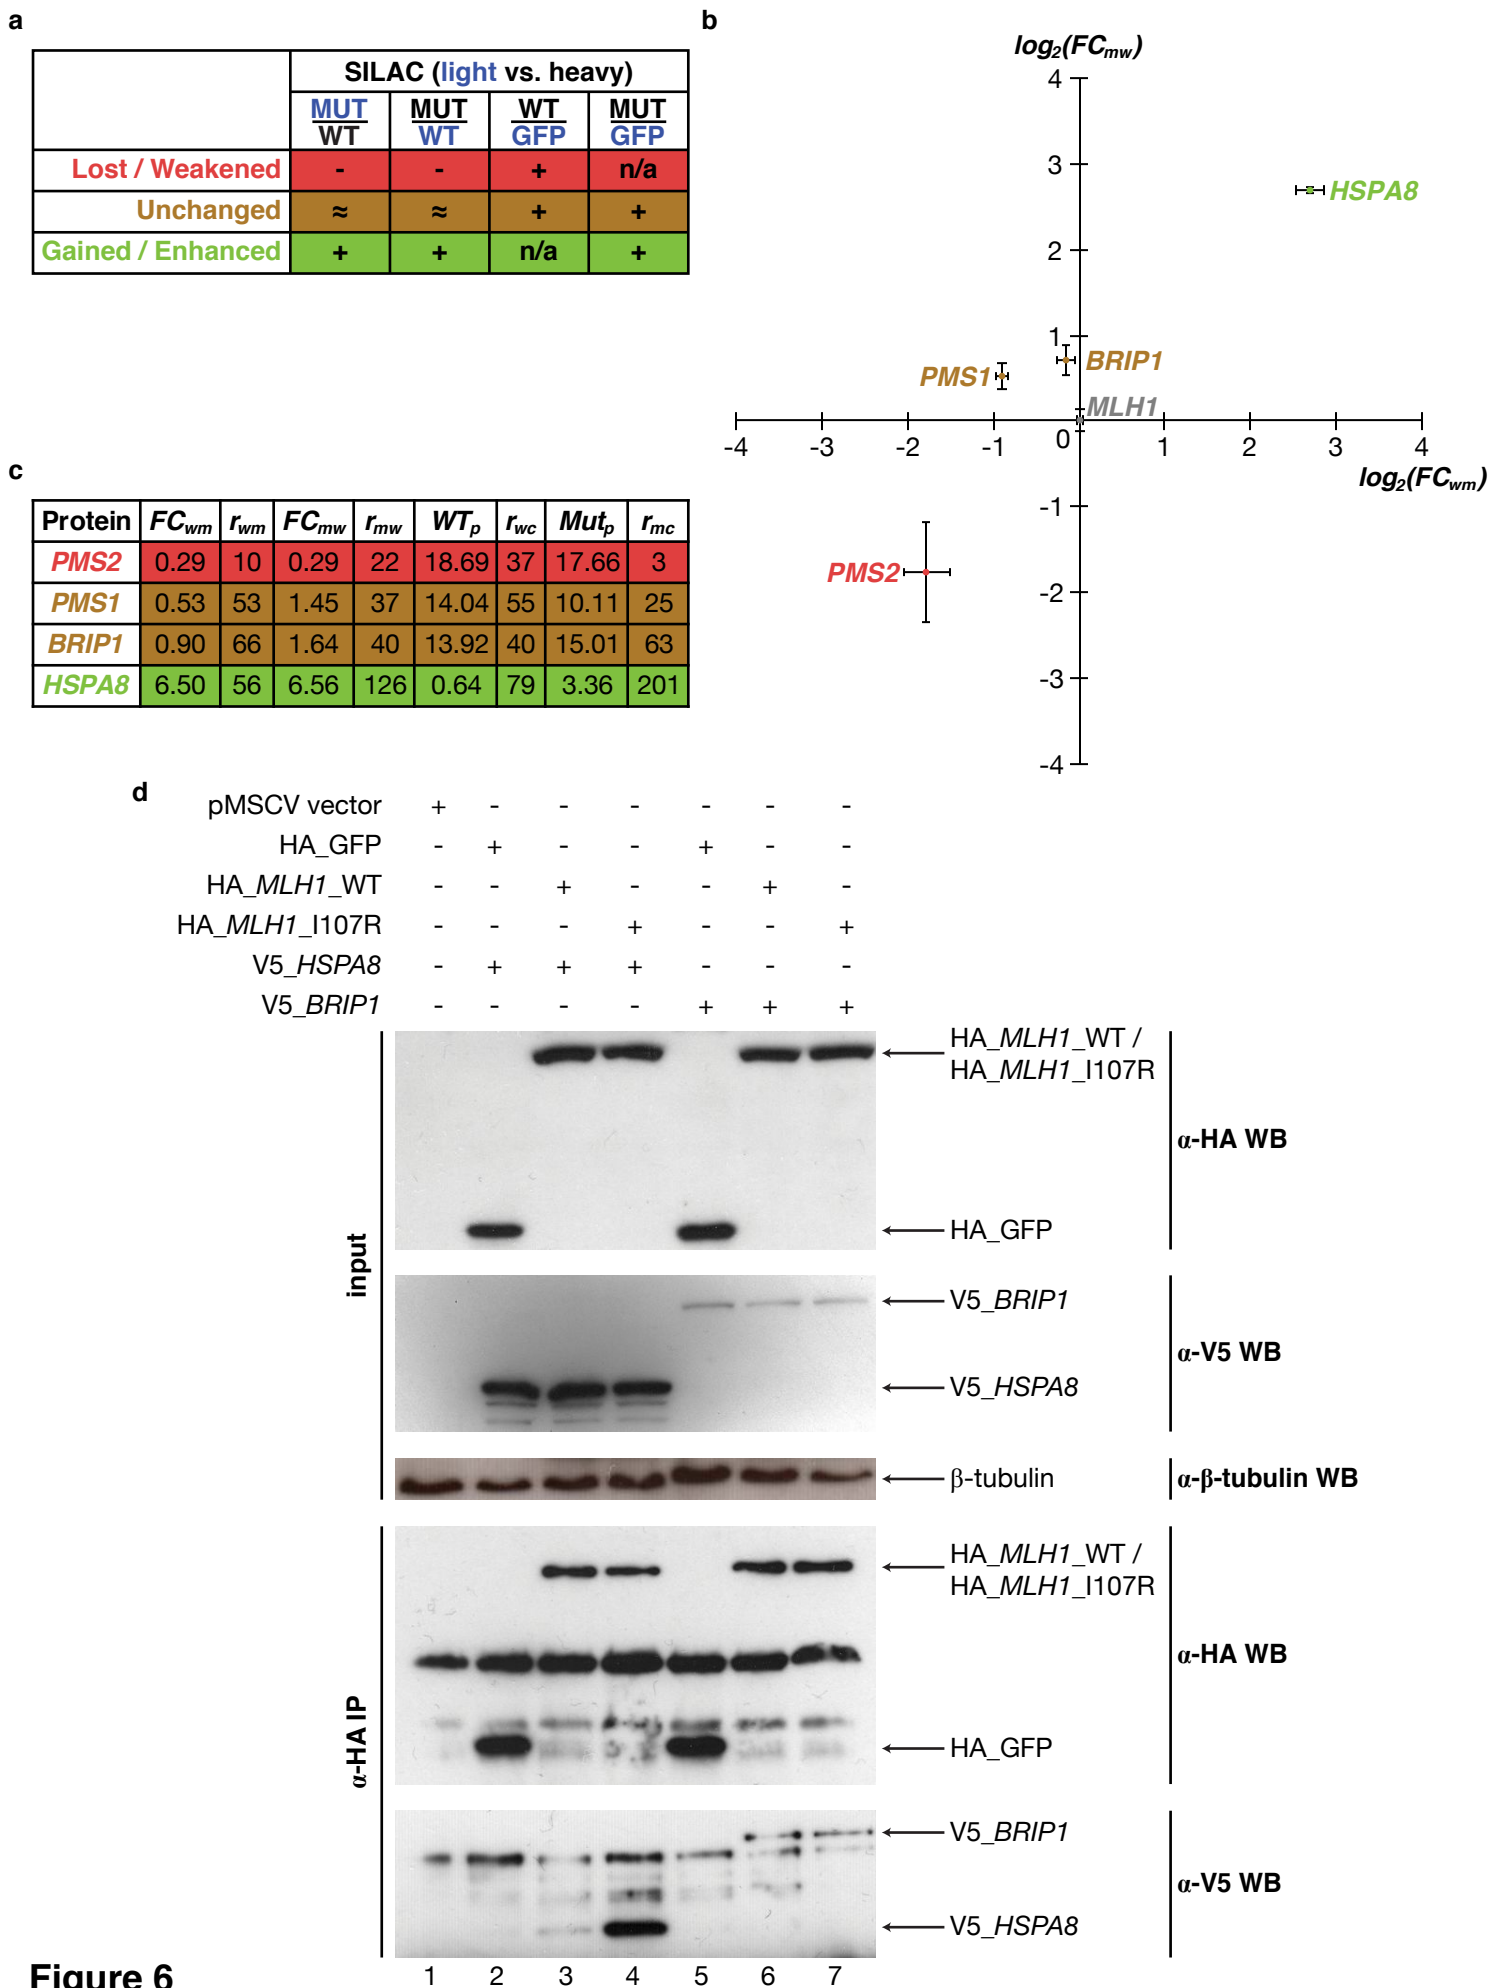 a
SILAC (light vs. heavy)
MUT MUT WT MUT
WT WT GFP GFP
Lost / Weakened - - + n/a
Unchanged ≈ ≈ + +
Gained / Enhanced + + n/a +
b
log2(FCmw)
4
3
2
1
0
-1
-2
-3
-4
-4 -3 -2 -1 1 2 3 4
log2(FCwm)
HSPA8
BRIP1
PMS1
MLH1
PMS2
c
Protein FCwm rwm FCmw rmw WTp rwc Mutp rmc
PMS2 0.29 10 0.29 22 18.69 37 17.66 3
PMS1 0.53 53 1.45 37 14.04 55 10.11 25
BRIP1 0.90 66 1.64 40 13.92 40 15.01 63
HSPA8 6.50 56 6.56 126 0.64 79 3.36 201
d
pMSCV vector + - - - - - -
HA_GFP - + - - + - -
HA_MLH1_WT - - + - - + -
HA_MLH1_I107R - - - + - - +
V5_HSPA8 - + + + - - -
V5_BRIP1 - - - - + + +
input
HA_MLH1_WT /
HA_MLH1_I107R
α-HA WB
HA_GFP
V5_BRIP1
α-V5 WB
V5_HSPA8
β-tubulin
α-β-tubulin WB
α-HA IP
HA_MLH1_WT /
HA_MLH1_I107R
α-HA WB
HA_GFP
V5_BRIP1
α-V5 WB
V5_HSPA8
1 2 3 4 5 6 7
Figure 6